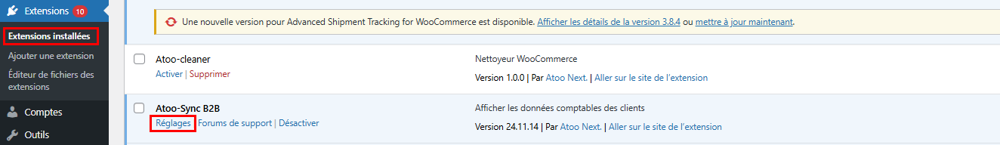 Extensions 10
Extensions installées
Ajouter une extension
Éditeur de fichiers des
extensions
Comptes
Outils
Une nouvelle version pour Advanced Shipment Tracking for WooCommerce est disponible. Afficher les détails de la version 3.8.4 ou mettre à jour maintenant.
Atoo-cleaner
Activer | Supprimer
Nettoyeur WooCommerce
Version 1.0.0 | Par Atoo Next. | Aller sur le site de l’extension
Atoo-Sync B2B
Réglages | Forums de support | Désactiver
Afficher les données comptables des clients
Version 24.11.14 | Par Atoo Next. | Aller sur le site de l’extension